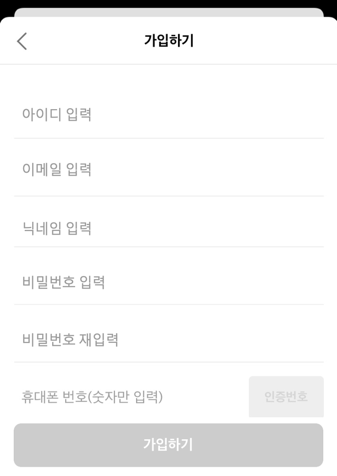 가입하기
아이디 입력
이메일 입력
닉네임 입력
비밀번호 입력
비밀번호 재입력
휴대폰 번호(숫자만 입력) 인증번호
가입하기